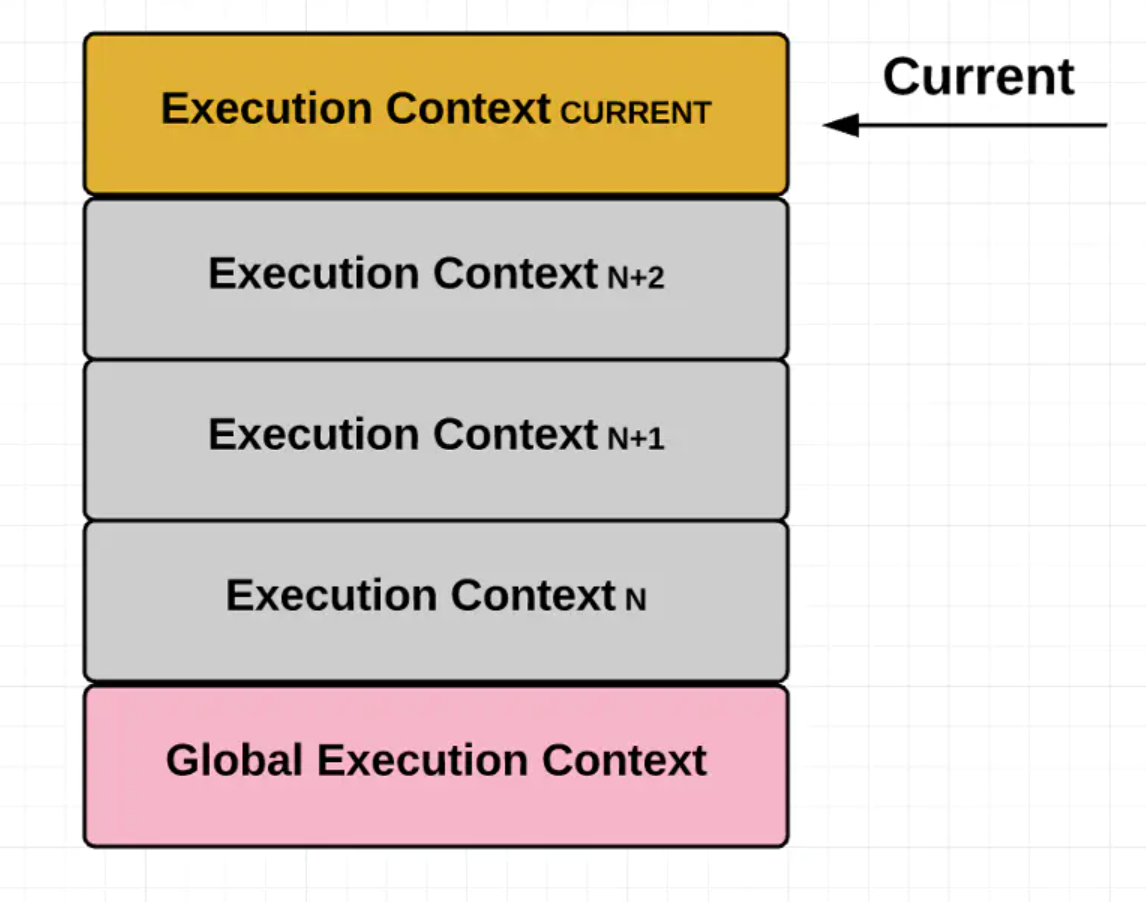 Current
Execution Context CURRENT
Execution Context N+2
Execution Context N+1
Execution Context N
Global Execution Context